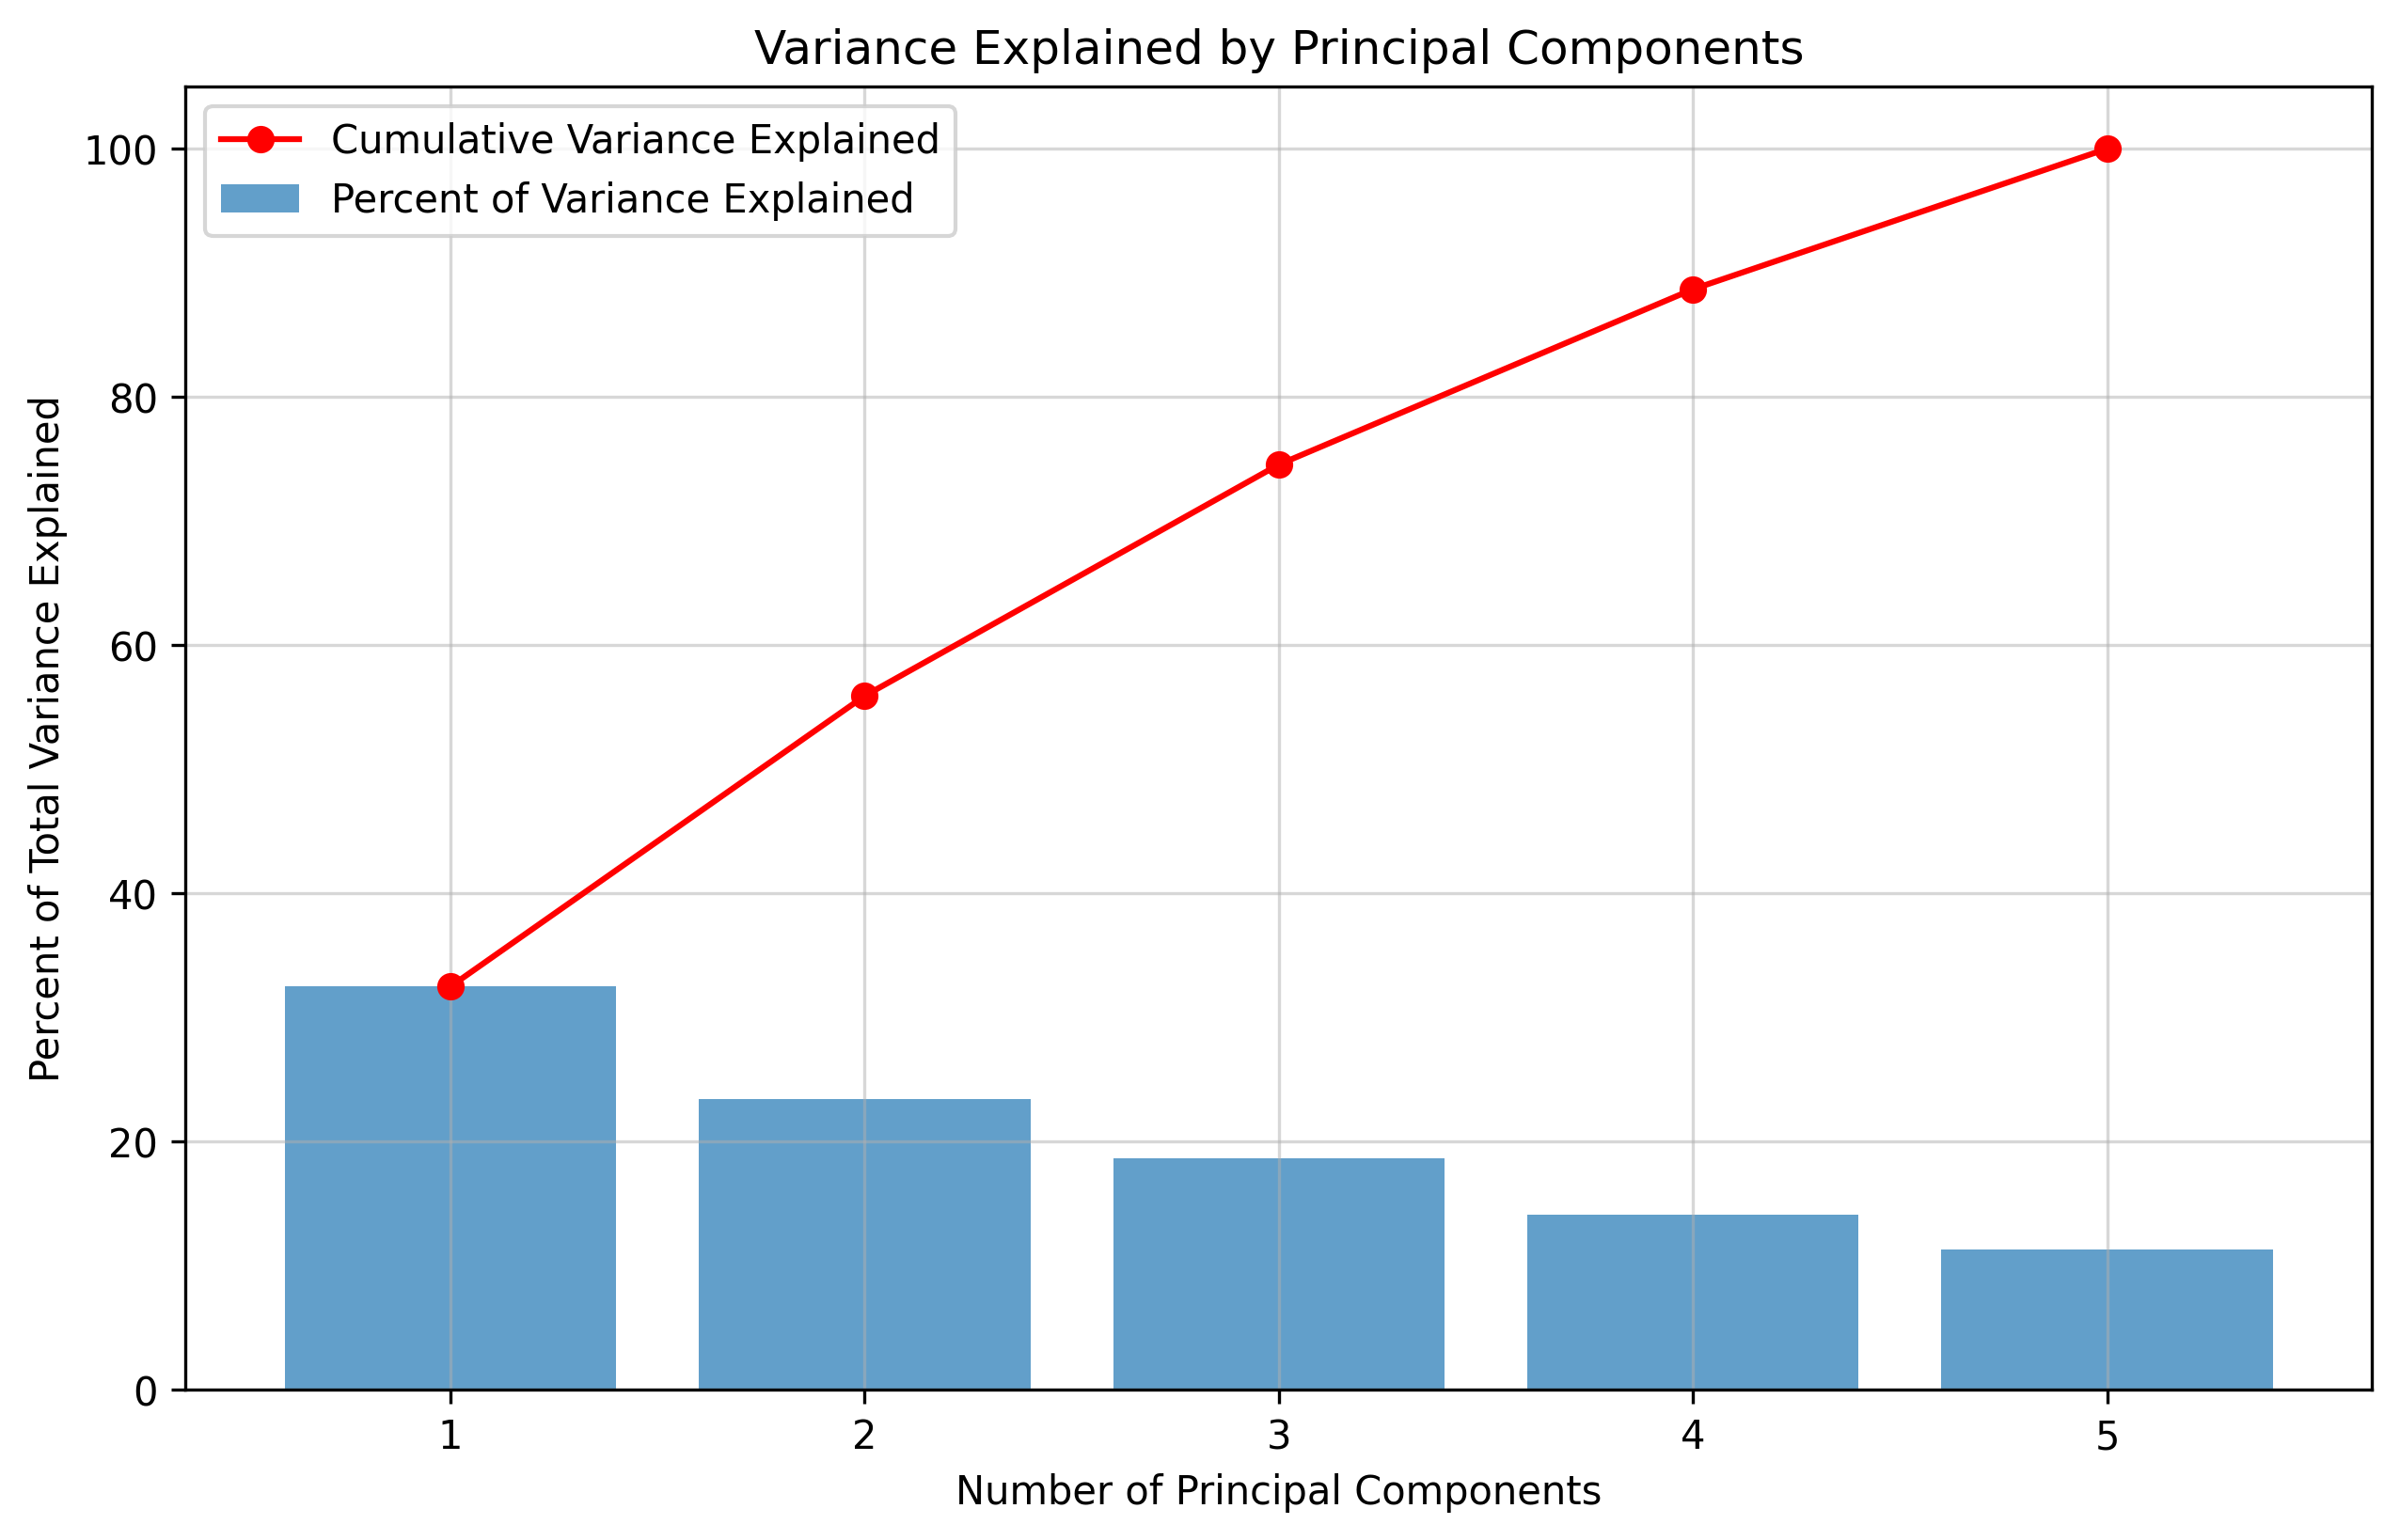 Variance Explained by Principal Components
Cumulative Variance Explained
Percent of Variance Explained
Percent of Total Variance Explained
100
80
60
40
20
0
1
2
3
4
5
Number of Principal Components